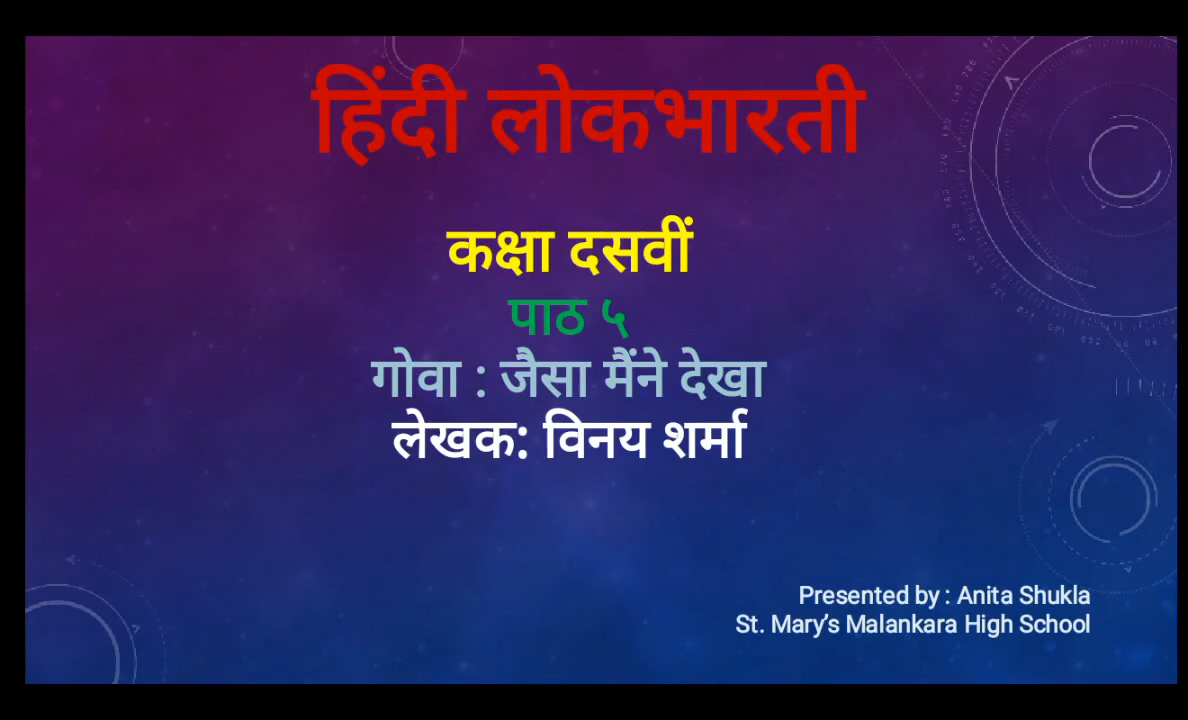 हिंदी लोकभारती
कक्षा दसवीं
पाठ ५
गोवा : जैसा मैंने देखा
लेखक: विनय शर्मा
Presented by : Anita Shukla
St. Mary's Malankara High School